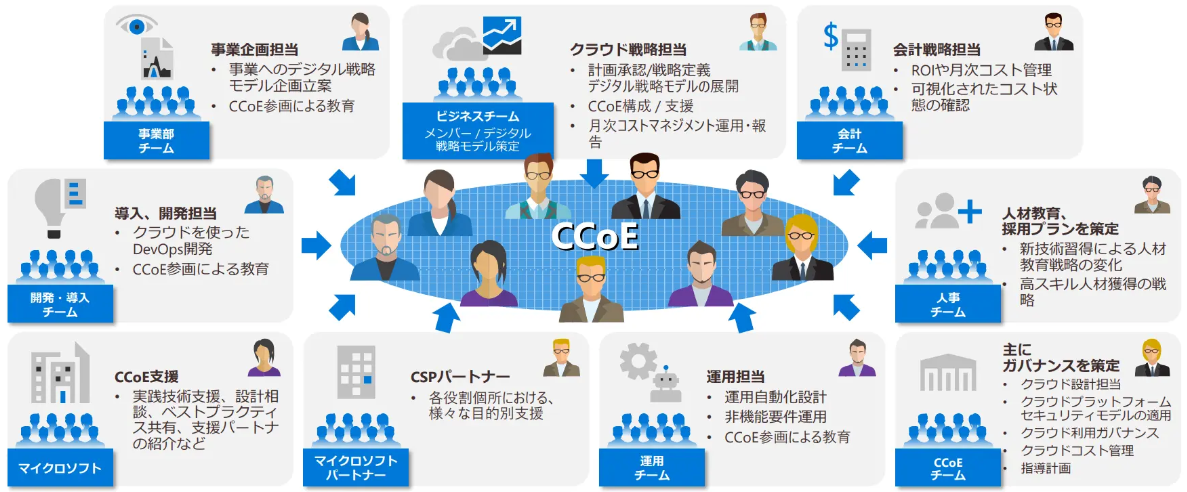 事業企画担当
• 事業へのデジタル戦略
モデル企画立案
• CCoE参画による教育
事業部
チーム
クラウド戦略担当
• 計画承認/戦略定義
デジタル戦略モデルの展開
• CCoE構成 / 支援
• 月次コストマネジメント運用・報
告
ビジネスチーム
メンバー / デジタル
戦略モデル策定
$
会計戦略担当
• ROIや月次コスト管理
• 可視化されたコスト状
態の確認
会計
チーム
導入、開発担当
• クラウドを使った
DevOps開発
• CCoE参画による教育
開発・導入
チーム
CCoE
人材教育、
採用プランを策定
• 新技術習得による人材
教育戦略の変化
• 高スキル人材獲得の戦
略
人事
チーム
CCoE支援
• 実践技術支援、設計相
談、ベストプラクティ
ス共有、支援パートナ
の紹介など
マイクロソフト
CSPパートナー
• 各役割個所における、
様々な目的別支援
マイクロソフト
パートナー
運用担当
• 運用自動化設計
• 非機能要件運用
• CCoE参画による教育
運用
チーム
主に
ガバナンスを策定
• クラウド設計担当
• クラウドプラットフォーム
セキュリティモデルの適用
• クラウド利用ガバナンス
• クラウドコスト管理
• 指導計画
CCoE
チーム